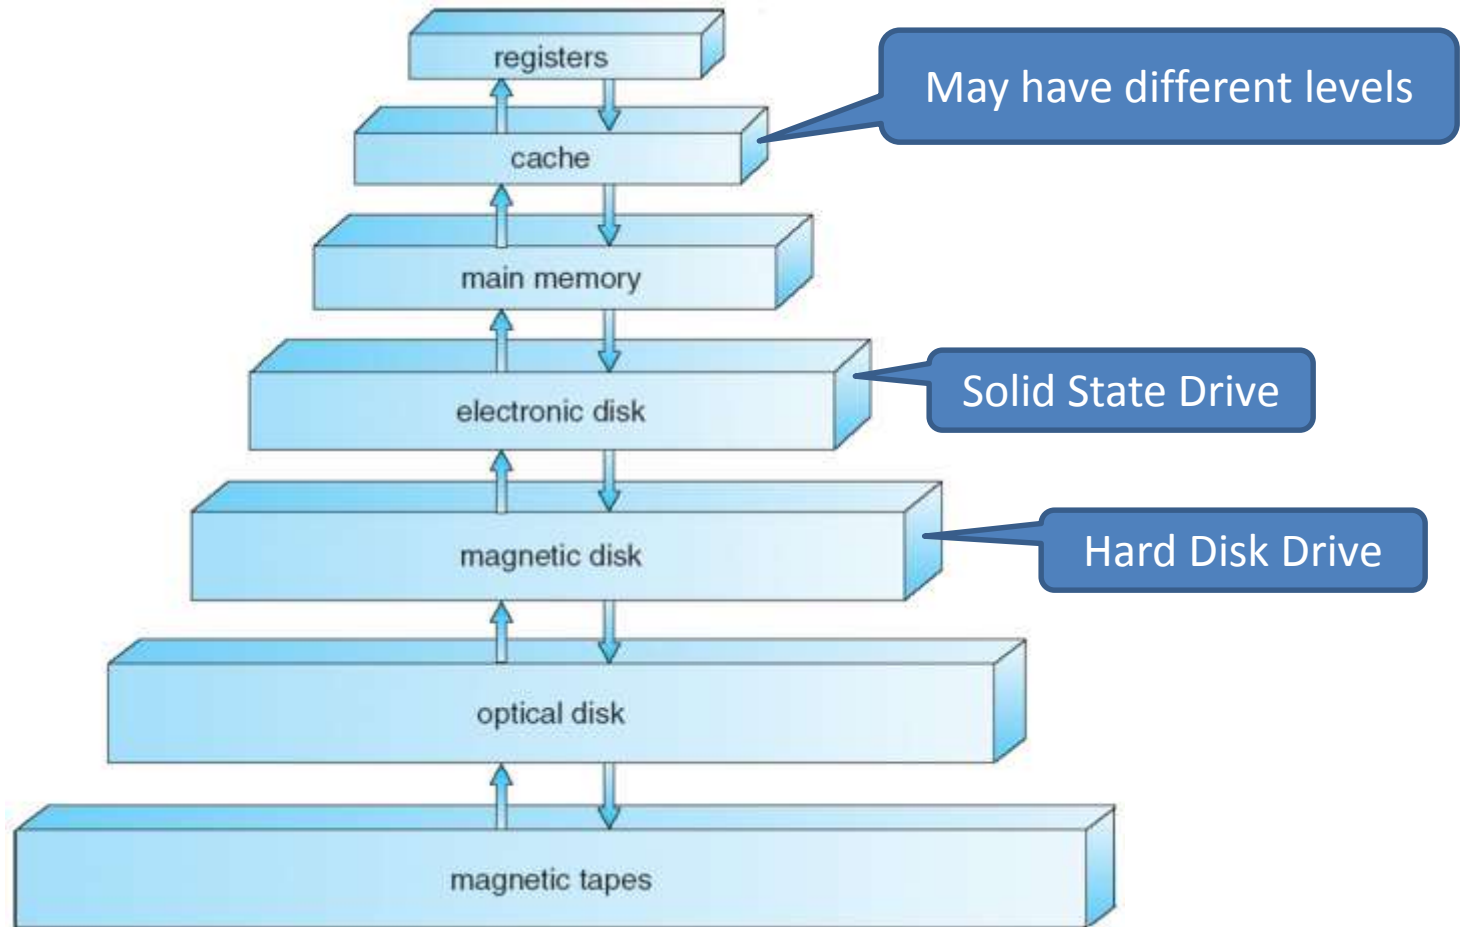 registers
May have different levels
cache
main memory
Solid State Drive
electronic disk
Hard Disk Drive
magnetic disk
optical disk
magnetic tapes